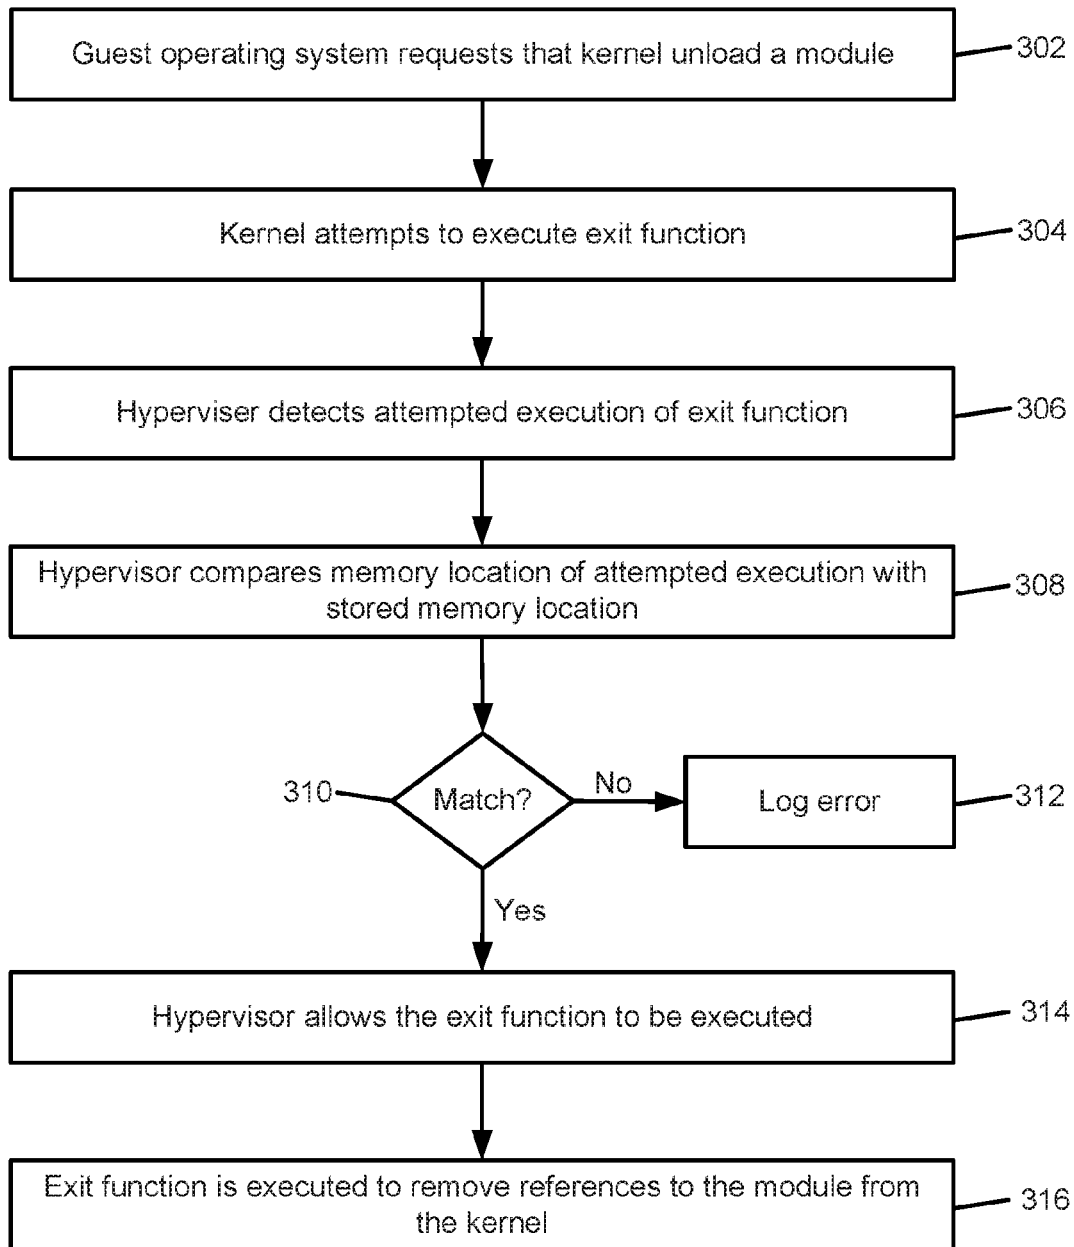 Guest operating system requests that kernel unload a module
302
Kernel attempts to execute exit function
304
Hyperviser detects attempted execution of exit function
306
Hypervisor compares memory location of attempted execution with
stored memory location
308
310
Match?
No
Log error
312
Yes
Hypervisor allows the exit function to be executed
314
Exit function is executed to remove references to the module from
the kernel
316